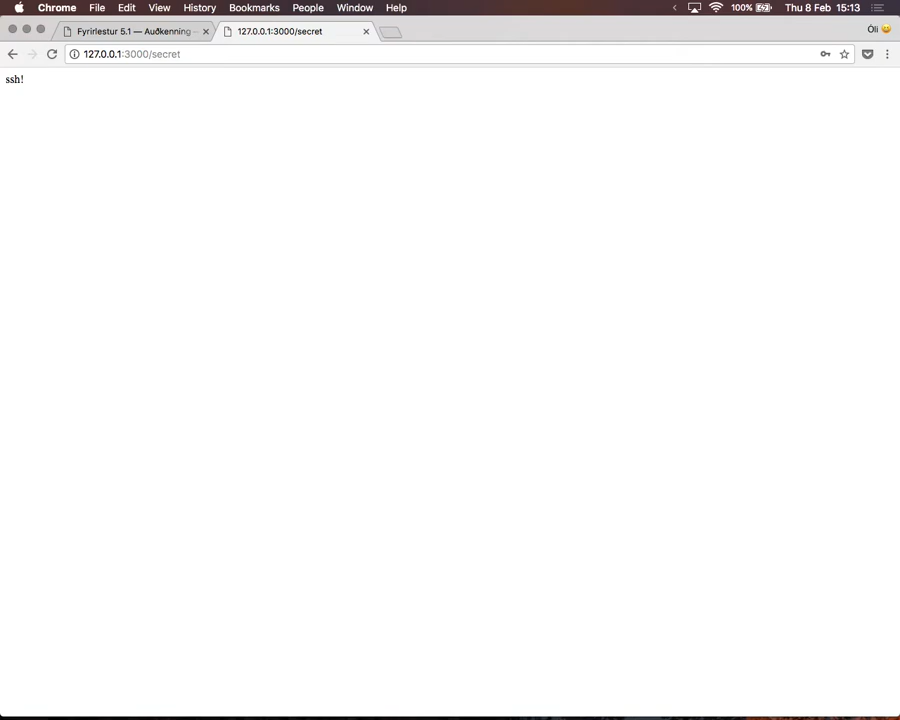 Chrome File Edit View History Bookmarks People Window Help 100% Thu 8 Feb 15:13
Fyrirlestur 5.1 — Auðkenning – 127.0.0.1:3000/secret Óli
127.0.0.1:3000/secret
ssh!